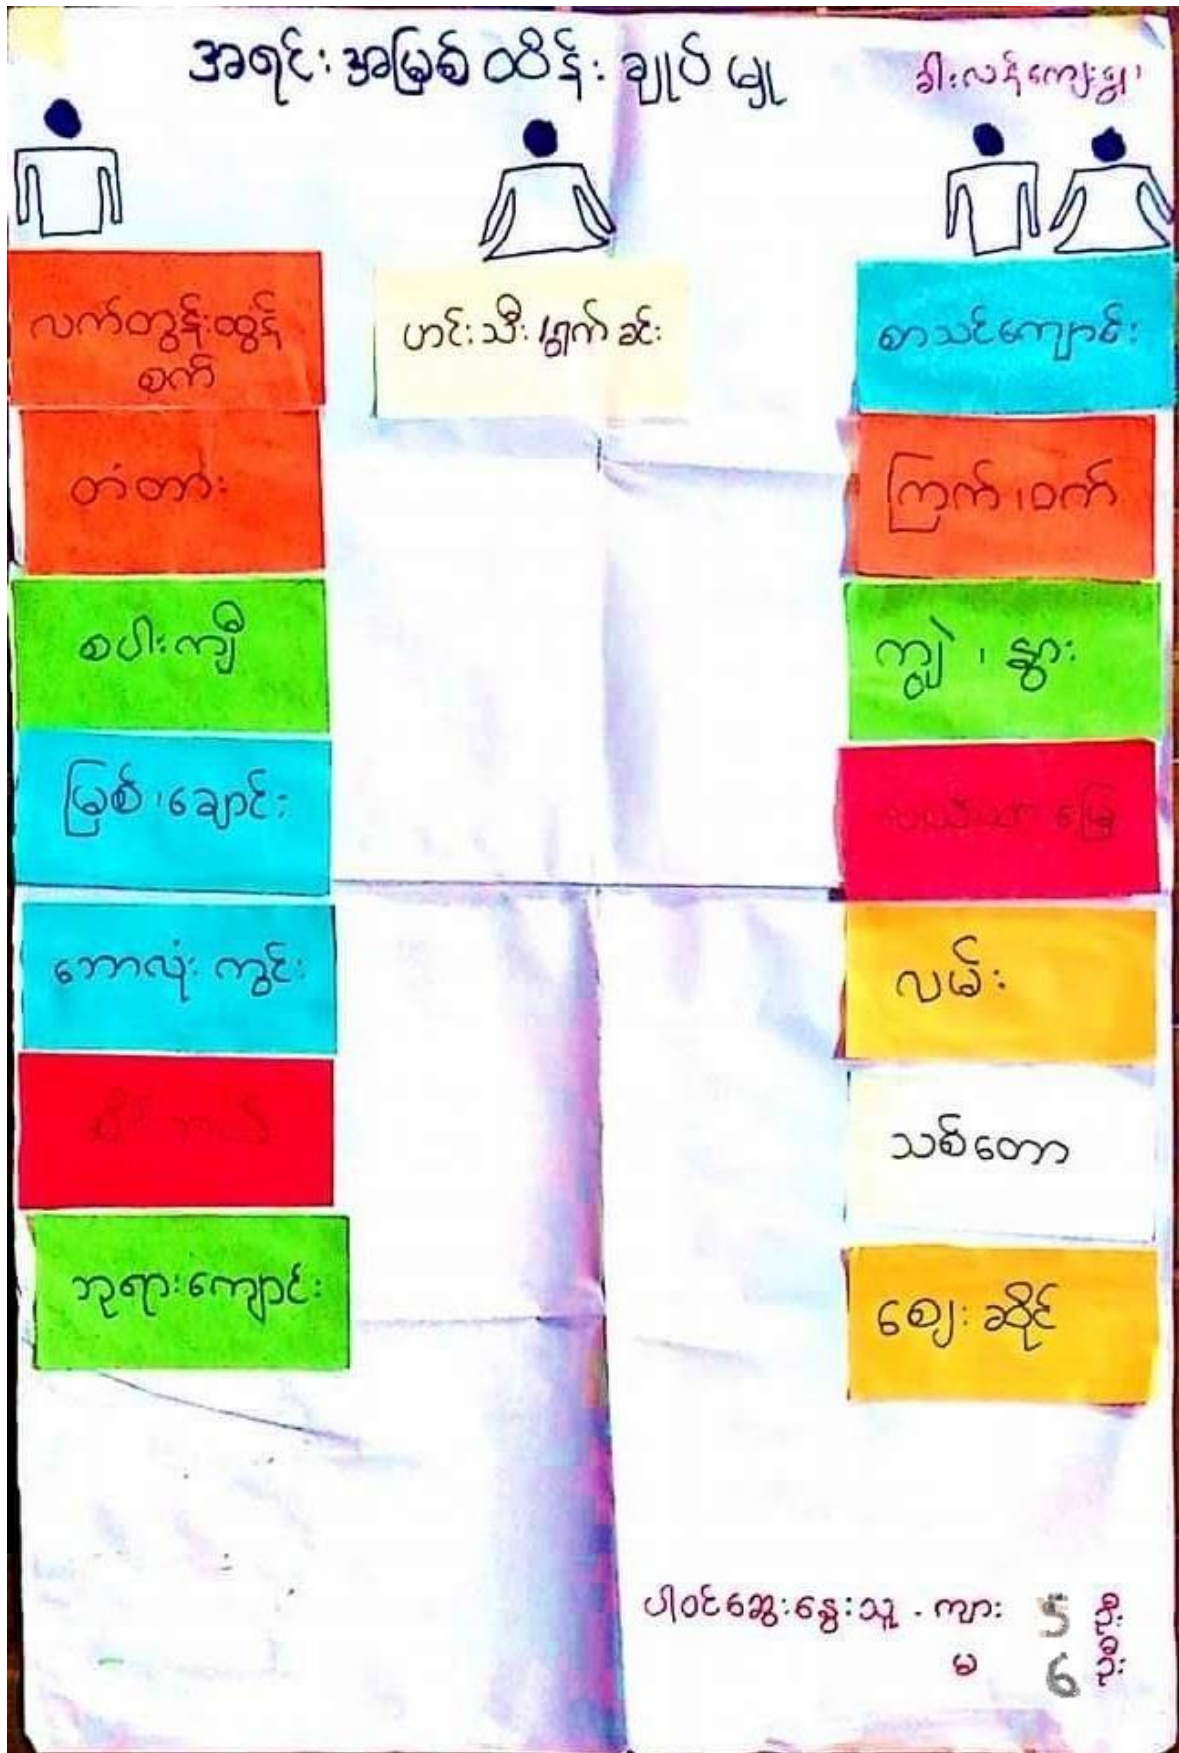 အရင်းအမြစ်ထိန်းချုပ်မှု
ခါးလန်ကျေးရွာ
လက်တွန်းထွန်
စက်
တံတား
စပါးကျီ
မြစ်၊ချောင်း
ဘောလုံးကွင်း
ဘုရားကျောင်း
ဟင်းသီး၊ရွက်ခင်း
စာသင်ကျောင်း
ကြက်၊ဝက်
ကျွဲ၊နွား
လယ်ယာမြေ
လမ်း
သစ်တော
ဈေးဆိုင်
ပါဝင်ဆွေးနွေးသူ - ကျား 5 ဦး
မ 6 ဦး